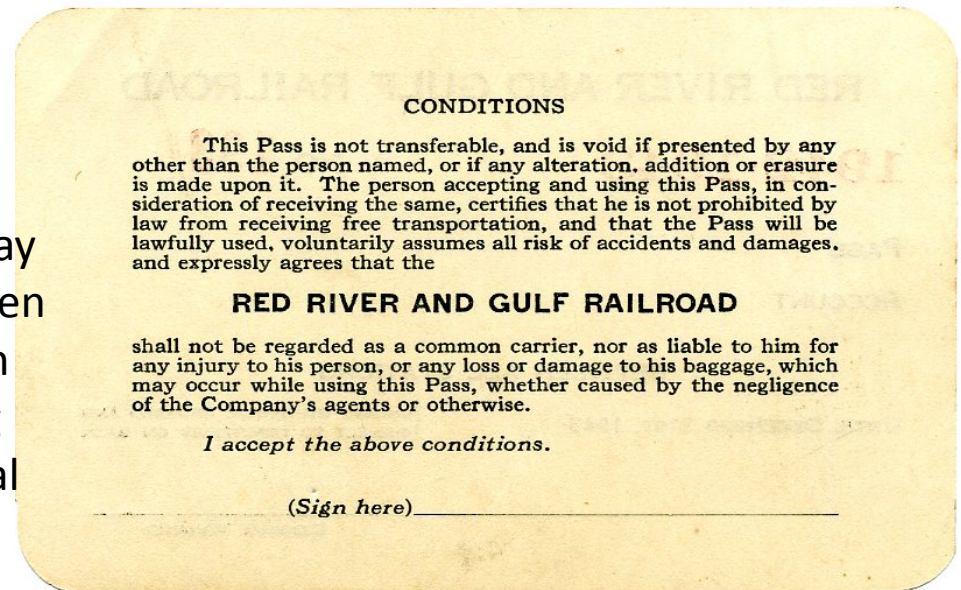 ay
en
n
al
CONDITIONS
This Pass is not transferable, and is void if presented by any
other than the person named, or if any alteration, addition or erasure
is made upon it. The person accepting and using this Pass, in con-
sideration of receiving the same, certifies that he is not prohibited by
law from receiving free transportation, and that the Pass will be
lawfully used, voluntarily assumes all risk of accidents and damages,
and expressly agrees that the
RED RIVER AND GULF RAILROAD
shall not be regarded as a common carrier, nor as liable to him for
any injury to his person, or any loss or damage to his baggage, which
may occur while using this Pass, whether caused by the negligence
of the Company's agents or otherwise.
I accept the above conditions.
(Sign here)